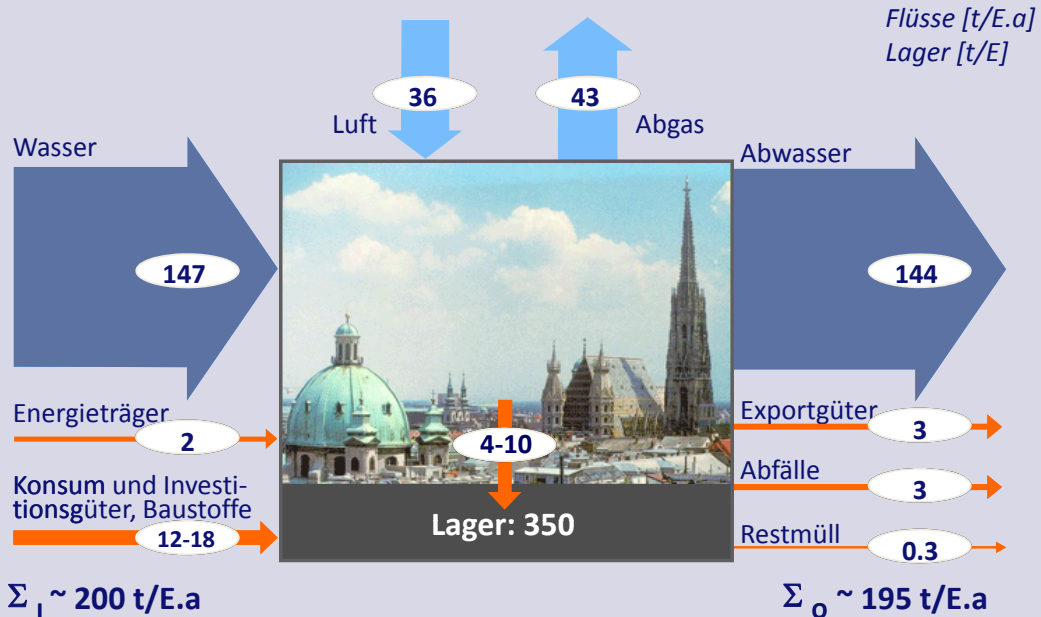 Flüsse [t/E.a]
Lager [t/E]
36
43
Luft
Abgas
Wasser
Abwasser
147
144
Energieträger
2
Exportgüter
3
4-10
Abfälle
3
Konsum und Investi-
tionsgüter, Baustoffe
12-18
Lager: 350
Restmüll
0.3
Σ I ~ 200 t/E.a
Σ O ~ 195 t/E.a